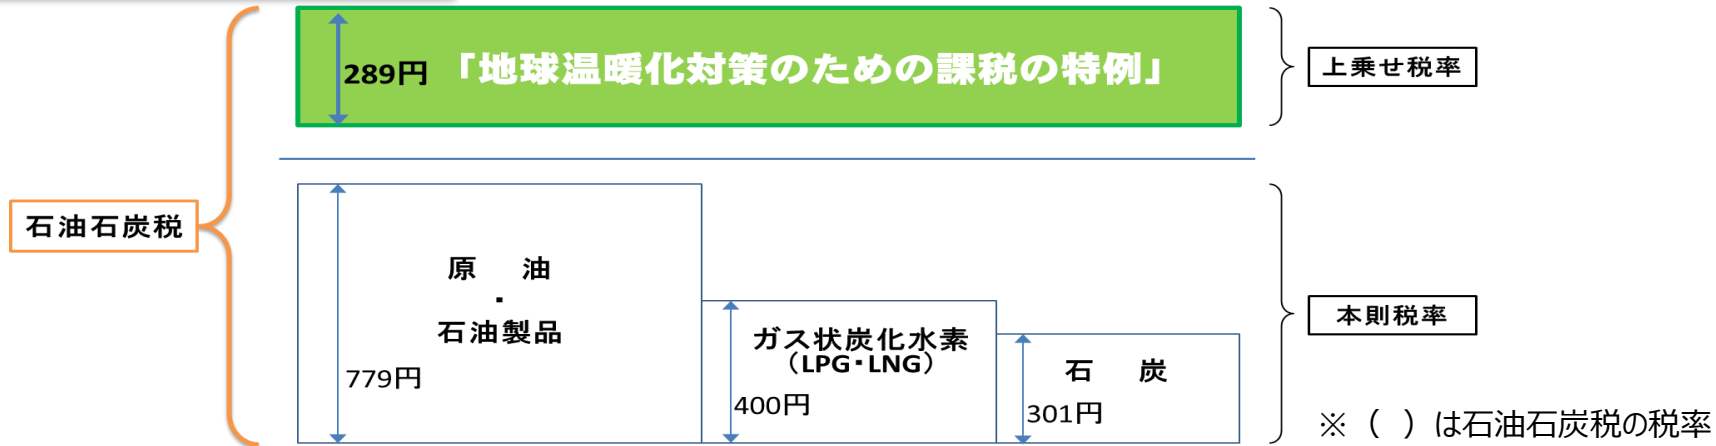 289円
「地球温暖化対策のための課税の特例」
上乗せ税率
石油石炭税
原　油
・
石油製品
779円
ガス状炭化水素
（LPG・LNG）
400円
石　炭
301円
本則税率
※（ ）は石油石炭税の税率